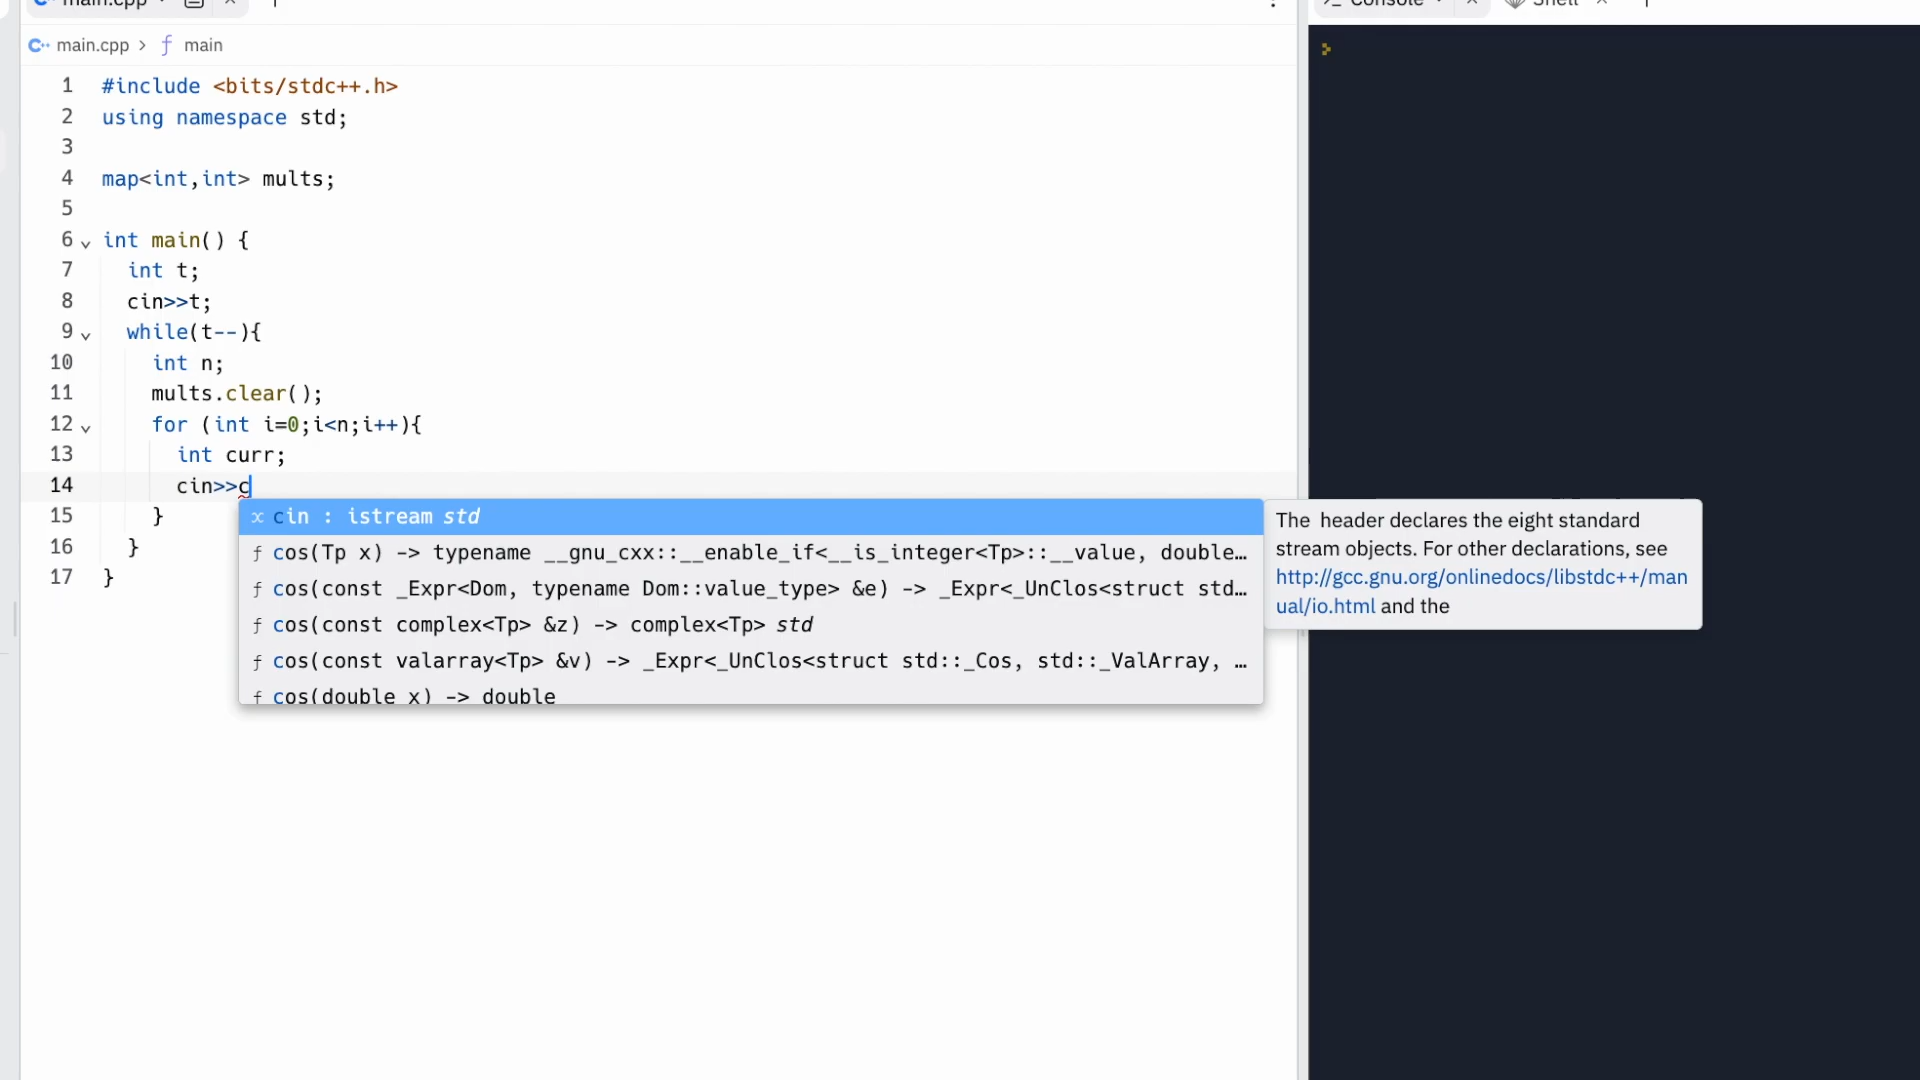 main.cpp
Console
Shell
main.cpp > f main
1 #include <bits/stdc++.h>
2 using namespace std;
3
4 map<int,int> mults;
5
6 int main() {
7 int t;
8 cin>>t;
9 while(t--){
10 int n;
11 mults.clear();
12 for (int i=0;i<n;i++){
13 int curr;
14 cin>>c
15 }
16 }
17 }
x cin : istream std
f cos(Tp x) -> typename __gnu_cxx::__enable_if<__is_integer<Tp>::__value, double…
f cos(const _Expr<Dom, typename Dom::value_type> &e) -> _Expr<_UnClos<struct std…
f cos(const complex<Tp> &z) -> complex<Tp> std
f cos(const valarray<Tp> &v) -> _Expr<_UnClos<struct std::_Cos, std::_ValArray, …
f cos(double x) -> double
The header declares the eight standard
stream objects. For other declarations, see
http://gcc.gnu.org/onlinedocs/libstdc++/man
ual/io.html and the